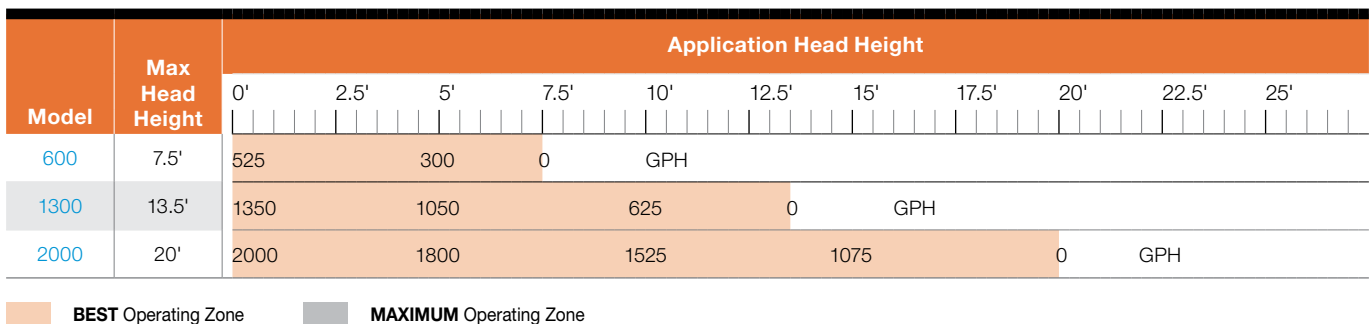 Application Head Height
Model Max Head Height 0' 2.5' 5' 7.5' 10' 12.5' 15' 17.5' 20' 22.5' 25'
600 7.5' 525 300 0 GPH
1300 13.5' 1350 1050 625 0 GPH
2000 20' 2000 1800 1525 1075 0 GPH
BEST Operating Zone MAXIMUM Operating Zone